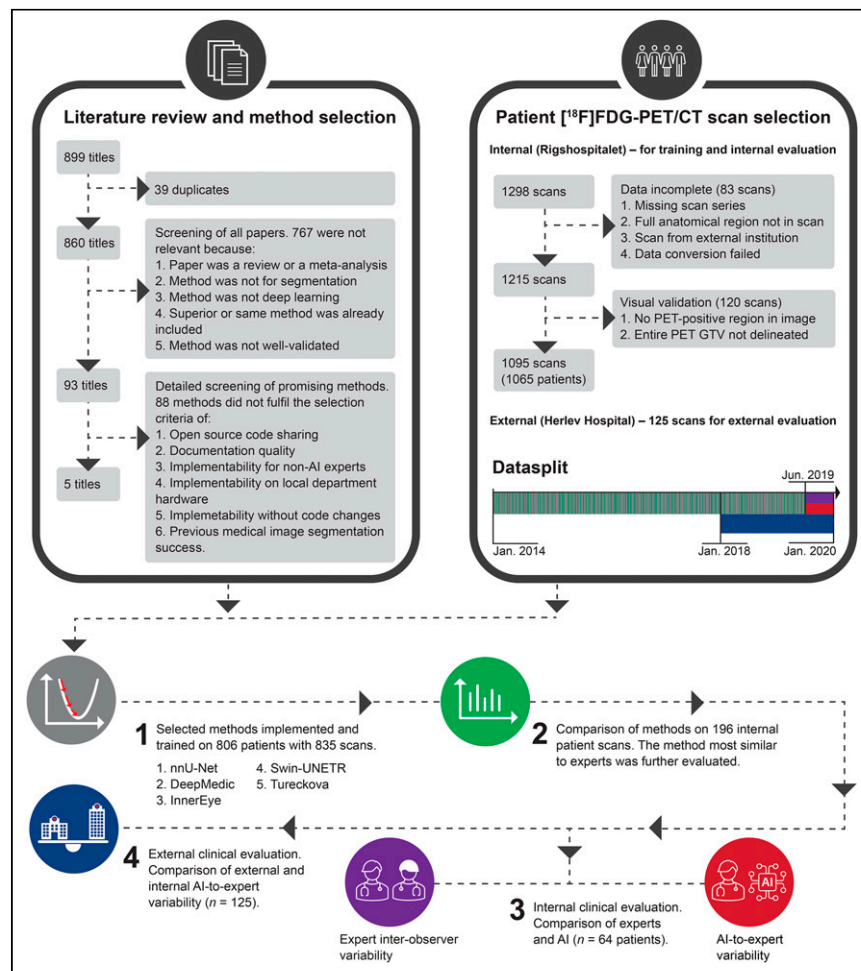 Literature review and method selection
899 titles
39 duplicates
860 titles
Screening of all papers. 767 were not
relevant because:
1. Paper was a review or a meta-analysis
2. Method was not for segmentation
3. Method was not deep learning
4. Superior or same method was already
included
5. Method was not well-validated
93 titles
Detailed screening of promising methods.
88 methods did not fulfil the selection
criteria of:
1. Open source code sharing
2. Documentation quality
3. Implementability for non-AI experts
4. Implementability on local department
hardware
5. Implemetability without code changes
6. Previous medical image segmentation
success.
5 titles
Patient [18F]FDG-PET/CT scan selection
Internal (Rigshospitalet) – for training and internal evaluation
1298 scans
Data incomplete (83 scans)
1. Missing scan series
2. Full anatomical region not in scan
3. Scan from external institution
4. Data conversion failed
1215 scans
Visual validation (120 scans)
1. No PET-positive region in image
2. Entire PET GTV not delineated
1095 scans
(1065 patients)
External (Herlev Hospital) – 125 scans for external evaluation
Datasplit
Jun. 2019
Jan. 2014
Jan. 2018
Jan. 2020
1 Selected methods implemented and
trained on 806 patients with 835 scans.
1. nnU-Net
2. DeepMedic
3. InnerEye
4. Swin-UNETR
5. Tureckova
2 Comparison of methods on 196 internal
patient scans. The method most similar
to experts was further evaluated.
4 External clinical evaluation.
Comparison of external and
internal AI-to-expert
variability (n = 125).
Expert inter-observer
variability
3 Internal clinical evaluation.
Comparison of experts
and AI (n = 64 patients).
AI
AI-to-expert
variability